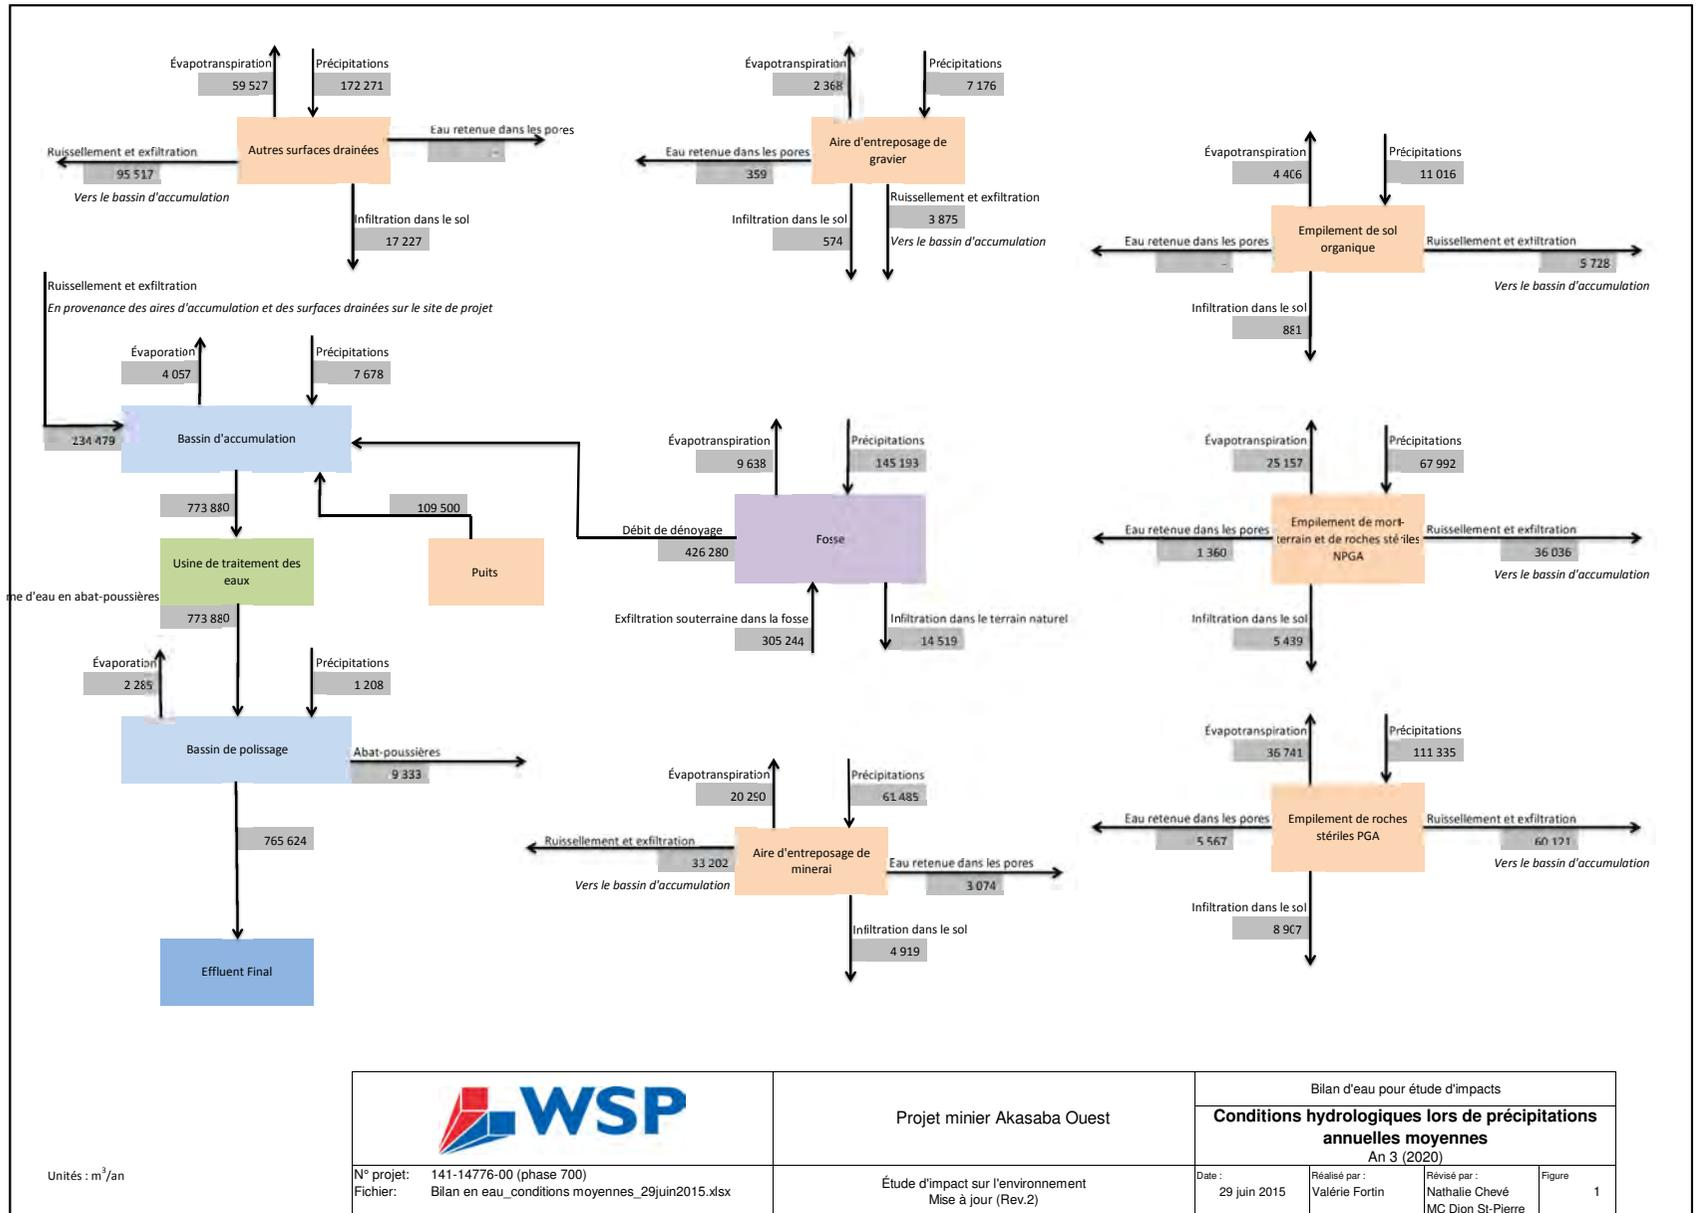 Évapotranspiration
59 527
Précipitations
172 271
Autres surfaces drainées
Eau retenue dans les pores
-
Ruissellement et exfiltration
95 517
Vers le bassin d'accumulation
Infiltration dans le sol
17 227
Évapotranspiration
2 368
Précipitations
7 176
Aire d'entreposage de
gravier
Eau retenue dans les pores
359
Infiltration dans le sol
574
Ruissellement et exfiltration
3 875
Vers le bassin d'accumulation
Évapotranspiration
4 406
Précipitations
11 016
Empilement de sol
organique
Eau retenue dans les pores
-
Ruissellement et exfiltration
5 728
Vers le bassin d'accumulation
Infiltration dans le sol
881
Ruissellement et exfiltration
En provenance des aires d'accumulation et des surfaces drainées sur le site de projet
Évaporation
4 057
Précipitations
7 678
234 479
Bassin d'accumulation
773 880
109 500
Usine de traitement des
eaux
Puits
me d'eau en abat-poussières
773 880
Évapotranspiration
9 638
Précipitations
145 193
Débit de dénoyage
426 280
Fosse
Exfiltration souterraine dans la fosse
305 244
Infiltration dans le terrain naturel
14 519
Évapotranspiration
25 157
Précipitations
67 992
Empilement de mort-
terrain et de roches stériles
NPGA
Eau retenue dans les pores
1 360
Ruissellement et exfiltration
36 036
Vers le bassin d'accumulation
Infiltration dans le sol
5 439
Évaporation
2 285
Précipitations
1 208
Bassin de polissage
Abat-poussières
9 333
765 624
Effluent Final
Évapotranspiration
20 290
Précipitations
61 485
Ruissellement et exfiltration
33 202
Vers le bassin d'accumulation
Aire d'entreposage de
minerai
Eau retenue dans les pores
3 074
Infiltration dans le sol
4 919
Évapotranspiration
36 741
Précipitations
111 335
Empilement de roches
stériles PGA
Eau retenue dans les pores
5 567
Ruissellement et exfiltration
60 121
Vers le bassin d'accumulation
Infiltration dans le sol
8 907
Unités : m³/an
WSP
N° projet: 141-14776-00 (phase 700)
Fichier: Bilan en eau_conditions moyennes_29juin2015.xlsx
Projet minier Akasaba Ouest
Étude d'impact sur l'environnement
Mise à jour (Rev.2)
Bilan d'eau pour étude d'impacts
Conditions hydrologiques lors de précipitations
annuelles moyennes
An 3 (2020)
Date :
29 juin 2015
Réalisé par :
Valérie Fortin
Révisé par :
Nathalie Chevé
MC Dion St-Pierre
Figure
1